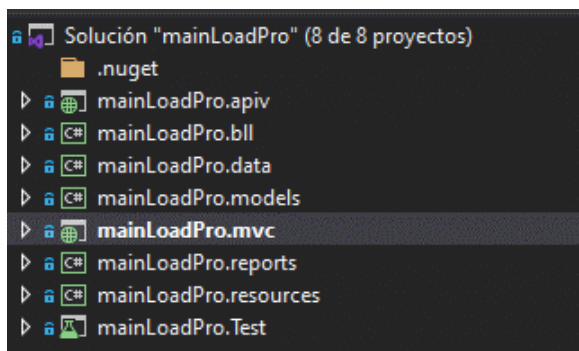 Solución "mainLoadPro" (8 de 8 proyectos)
.nuget
mainLoadPro.apiv
C# mainLoadPro.bll
C# mainLoadPro.data
C# mainLoadPro.models
mainLoadPro.mvc
C# mainLoadPro.reports
C# mainLoadPro.resources
mainLoadPro.Test